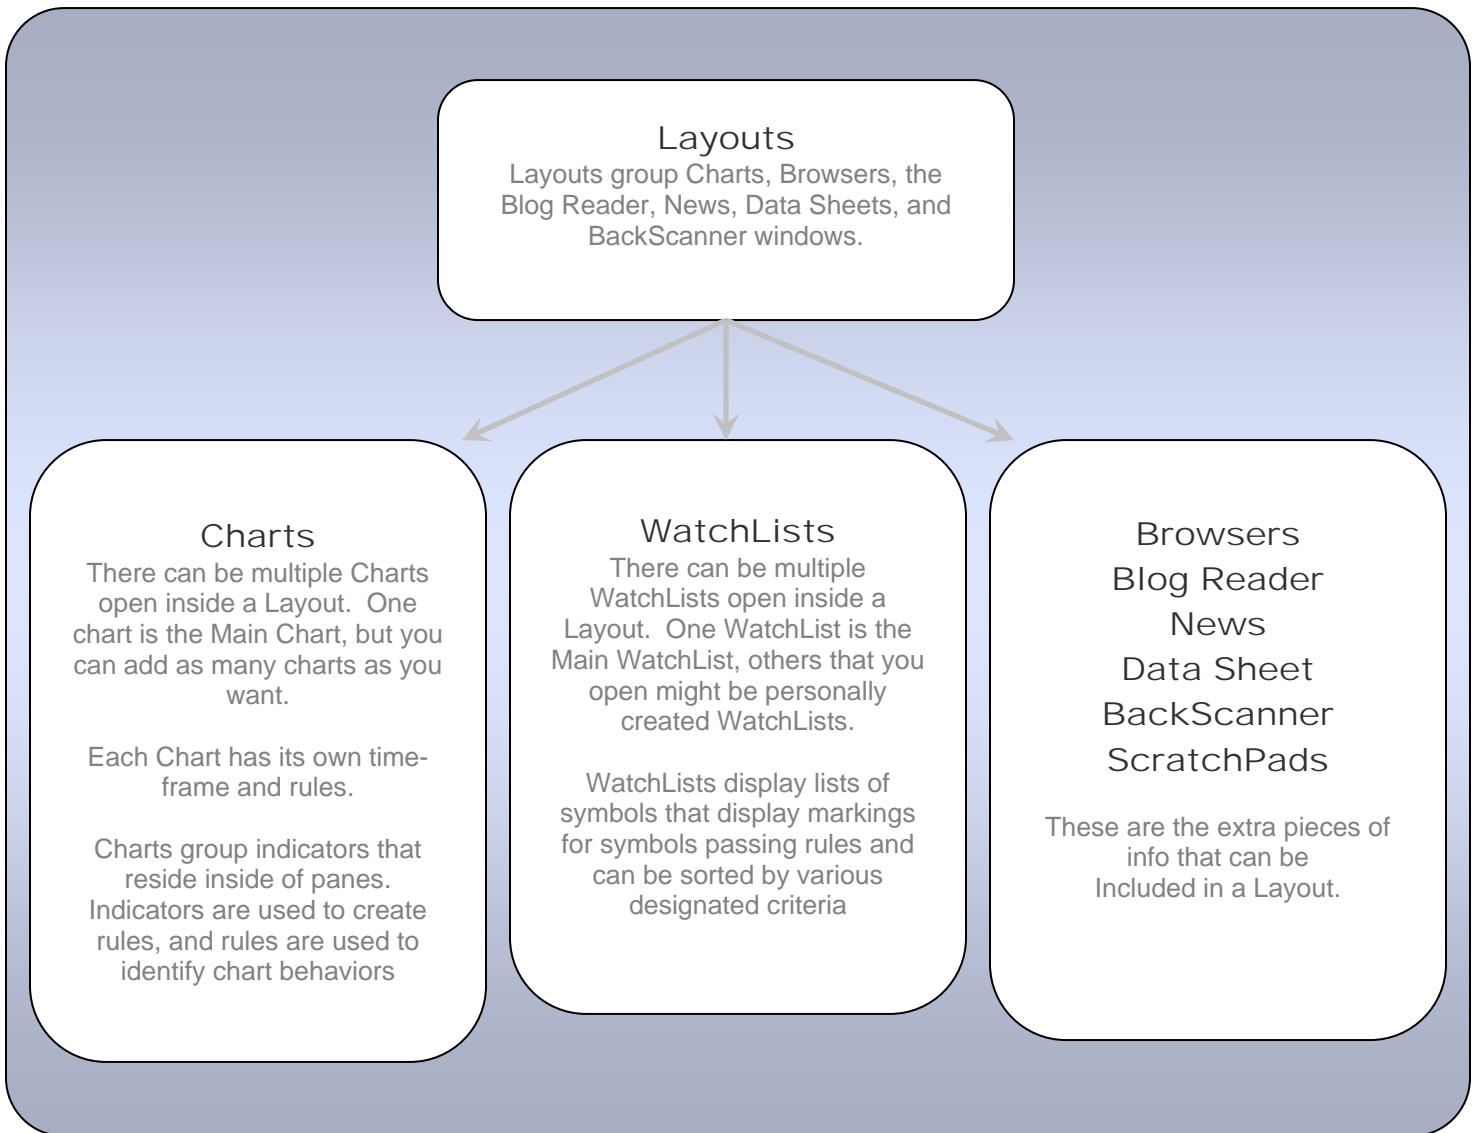 Layouts
Layouts group Charts, Browsers, the
Blog Reader, News, Data Sheets, and
BackScanner windows.
Charts
There can be multiple Charts
open inside a Layout.  One
chart is the Main Chart, but you
can add as many charts as you
want.
Each Chart has its own time-
frame and rules.
Charts group indicators that
reside inside of panes.
Indicators are used to create
rules, and rules are used to
identify chart behaviors
WatchLists
There can be multiple
WatchLists open inside a
Layout.  One WatchList is the
Main WatchList, others that you
open might be personally
created WatchLists.
WatchLists display lists of
symbols that display markings
for symbols passing rules and
can be sorted by various
designated criteria
Browsers
Blog Reader
News
Data Sheet
BackScanner
ScratchPads
These are the extra pieces of
info that can be
Included in a Layout.